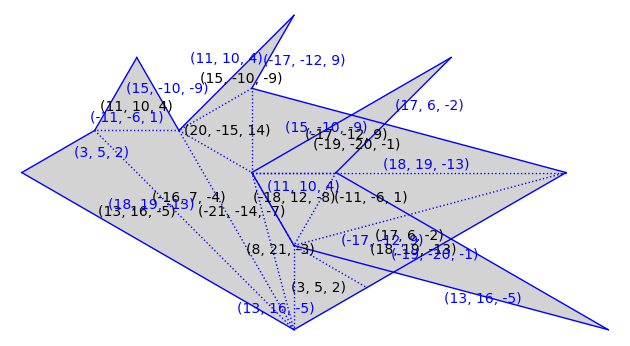 (11, 10, 4)
(-17, -12, 9)
(15, -10, -9)
(15, -10, -9)
(11, 10, 4)
(17, 6, -2)
(-11, -6, 1)
(15, -10, -9)
(20, -15, 14)
(-17, -12, 9)
(-19, -20, -1)
(3, 5, 2)
(18, 19, -13)
(11, 10, 4)
(-16, 7, -4)
(-18, 12, -8)
(-11, -6, 1)
(18, 19, -13)
(13, 16, -5)
(-21, -14, -7)
(17, 6, -2)
(-17, -12, 9)
(8, 21, -3)
(18, 19, -13)
(-19, -20, -1)
(3, 5, 2)
(13, 16, -5)
(13, 16, -5)